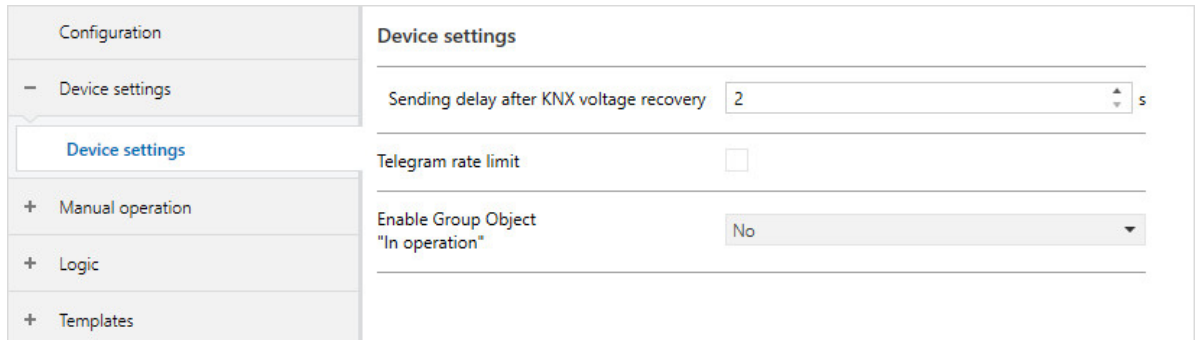 Configuration
− Device settings
Device settings
+ Manual operation
+ Logic
+ Templates
Device settings
Sending delay after KNX voltage recovery 2 s
Telegram rate limit
Enable Group Object
"In operation" No